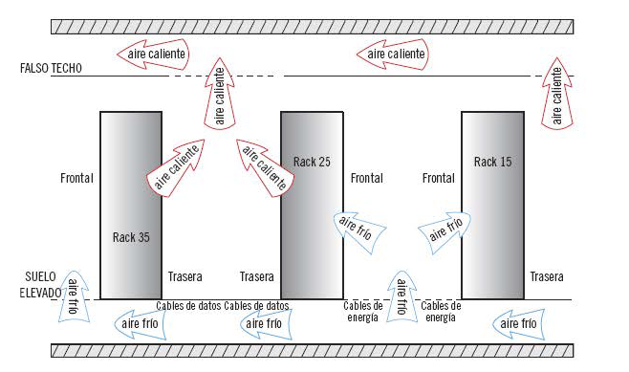 aire caliente
aire caliente
FALSO TECHO
aire caliente
aire caliente
aire caliente
aire caliente
Rack 25
Rack 15
Frontal
Frontal
Frontal
Rack 35
aire frío
aire frío
SUELO
ELEVADO
Trasera
Trasera
Trasera
aire frío
aire frío
Cables de datos
Cables de datos
Cables de
energía
Cables de
energía
aire frío
aire frío
aire frío